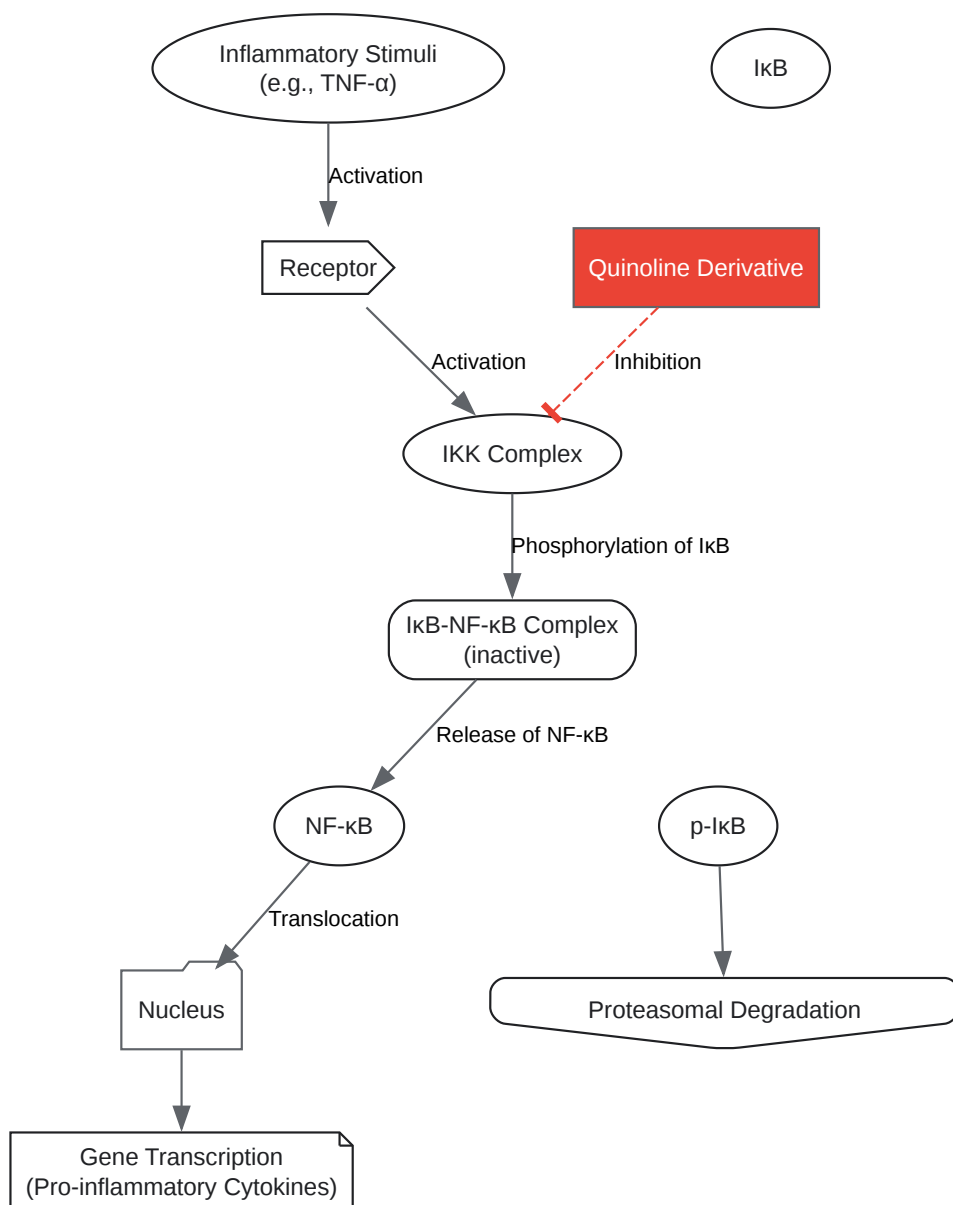 Inflammatory Stimuli
(e.g., TNF-α)
IκB
Activation
Receptor
Quinoline Derivative
Activation
Inhibition
IKK Complex
Phosphorylation of IκB
IκB-NF-κB Complex
(inactive)
Release of NF-κB
NF-κB
p-IκB
Translocation
Nucleus
Proteasomal Degradation
Gene Transcription
(Pro-inflammatory Cytokines)